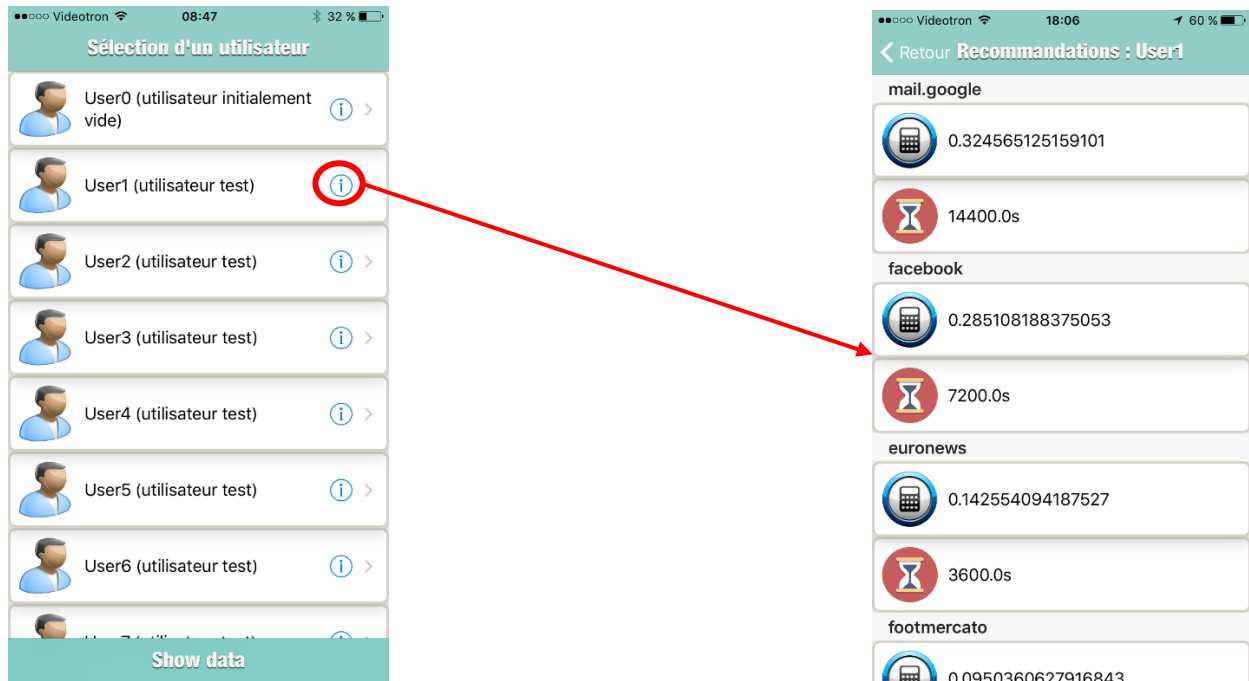 Videotron 08:47 32 %
Sélection d'un utilisateur
User0 (utilisateur initialement
vide)
User1 (utilisateur test)
User2 (utilisateur test)
User3 (utilisateur test)
User4 (utilisateur test)
User5 (utilisateur test)
User6 (utilisateur test)
Show data
Videotron 18:06 60 %
Retour Recommandations : User1
mail.google
0.324565125159101
14400.0s
facebook
0.285108188375053
7200.0s
euronews
0.142554094187527
3600.0s
footmercato
0.0950360627916843